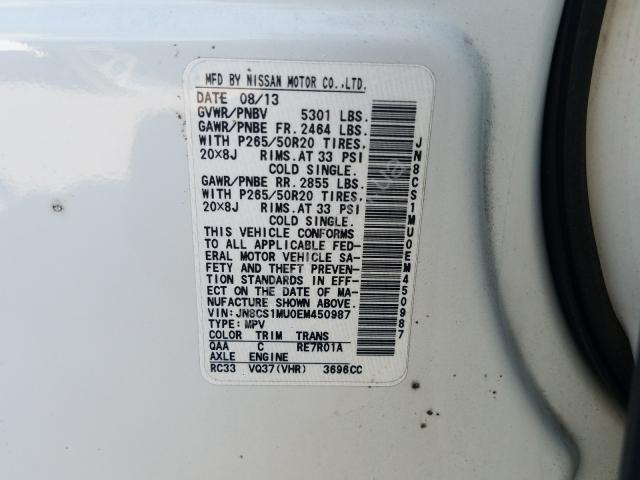 MFD BY NISSAN MOTOR CO.,LTD.
DATE 08/13
GVWR/PNBV 5301 LBS.
GAWR/PNBE FR. 2464 LBS.
WITH P265/50R20 TIRES,
20×8J RIMS.AT 33 PSI
COLD SINGLE.
GAWR/PNBE RR. 2855 LBS.
WITH P265/50R20 TIRES,
20×8J RIMS.AT 33 PSI
COLD SINGLE.
THIS VEHICLE CONFORMS
TO ALL APPLICABLE FED-
ERAL MOTOR VEHICLE SA-
FETY AND THEFT PREVEN-
TION STANDARDS IN EFF-
ECT ON THE DATE OF MA-
NUFACTURE SHOWN ABOVE.
VIN: JN8CS1MU0EM450987
TYPE: MPV
COLOR TRIM TRANS
QAA C RE7R01A
AXLE ENGINE
RC33 VQ37(VHR) 3696CC
JN8CS1MU0EM450987